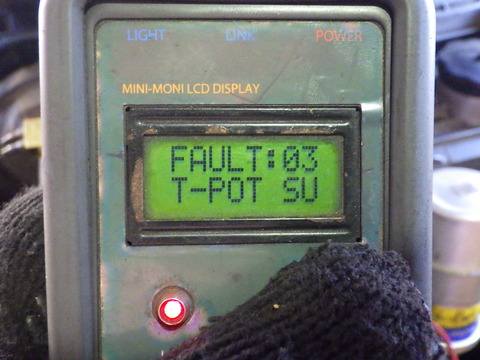 LIGHT LINK POWER
MINI-MONI LCD DISPLAY
FAULT:03
T-POT SU